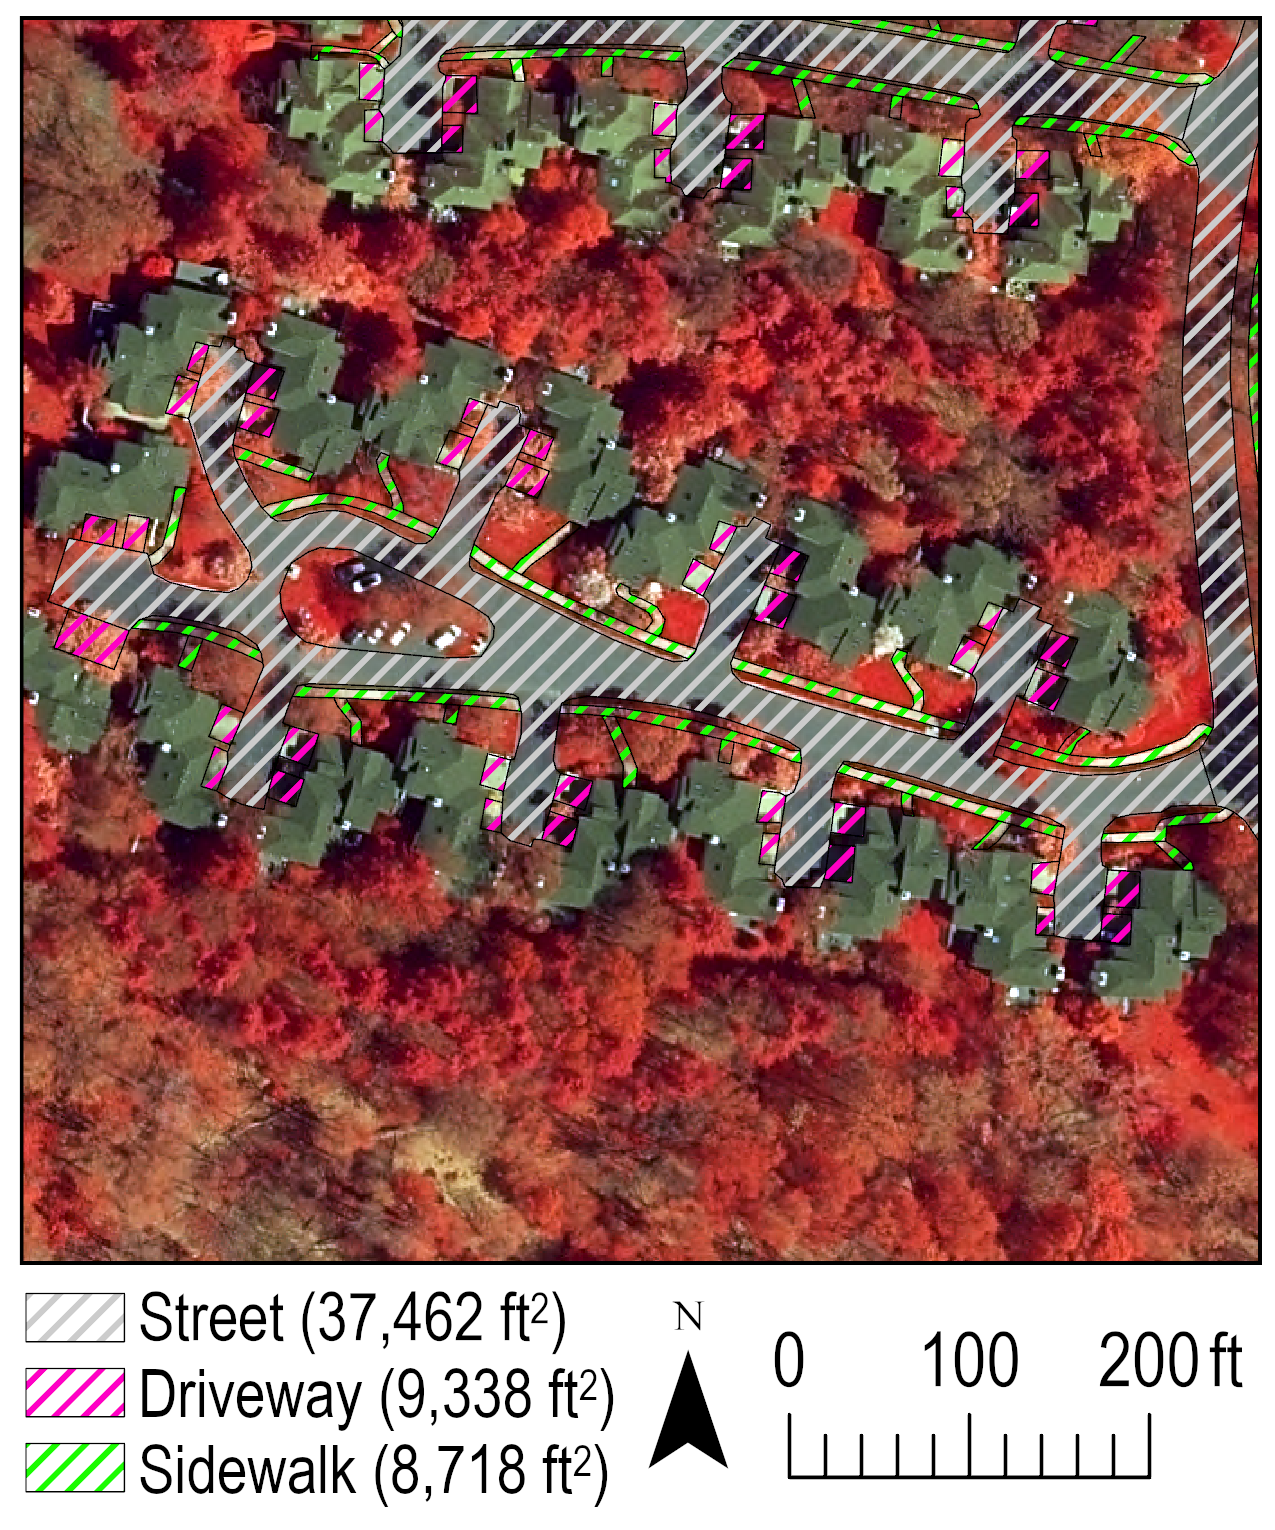 Street (37,462 ft²)
Driveway (9,338 ft²)
Sidewalk (8,718 ft²)
N
0 100 200 ft